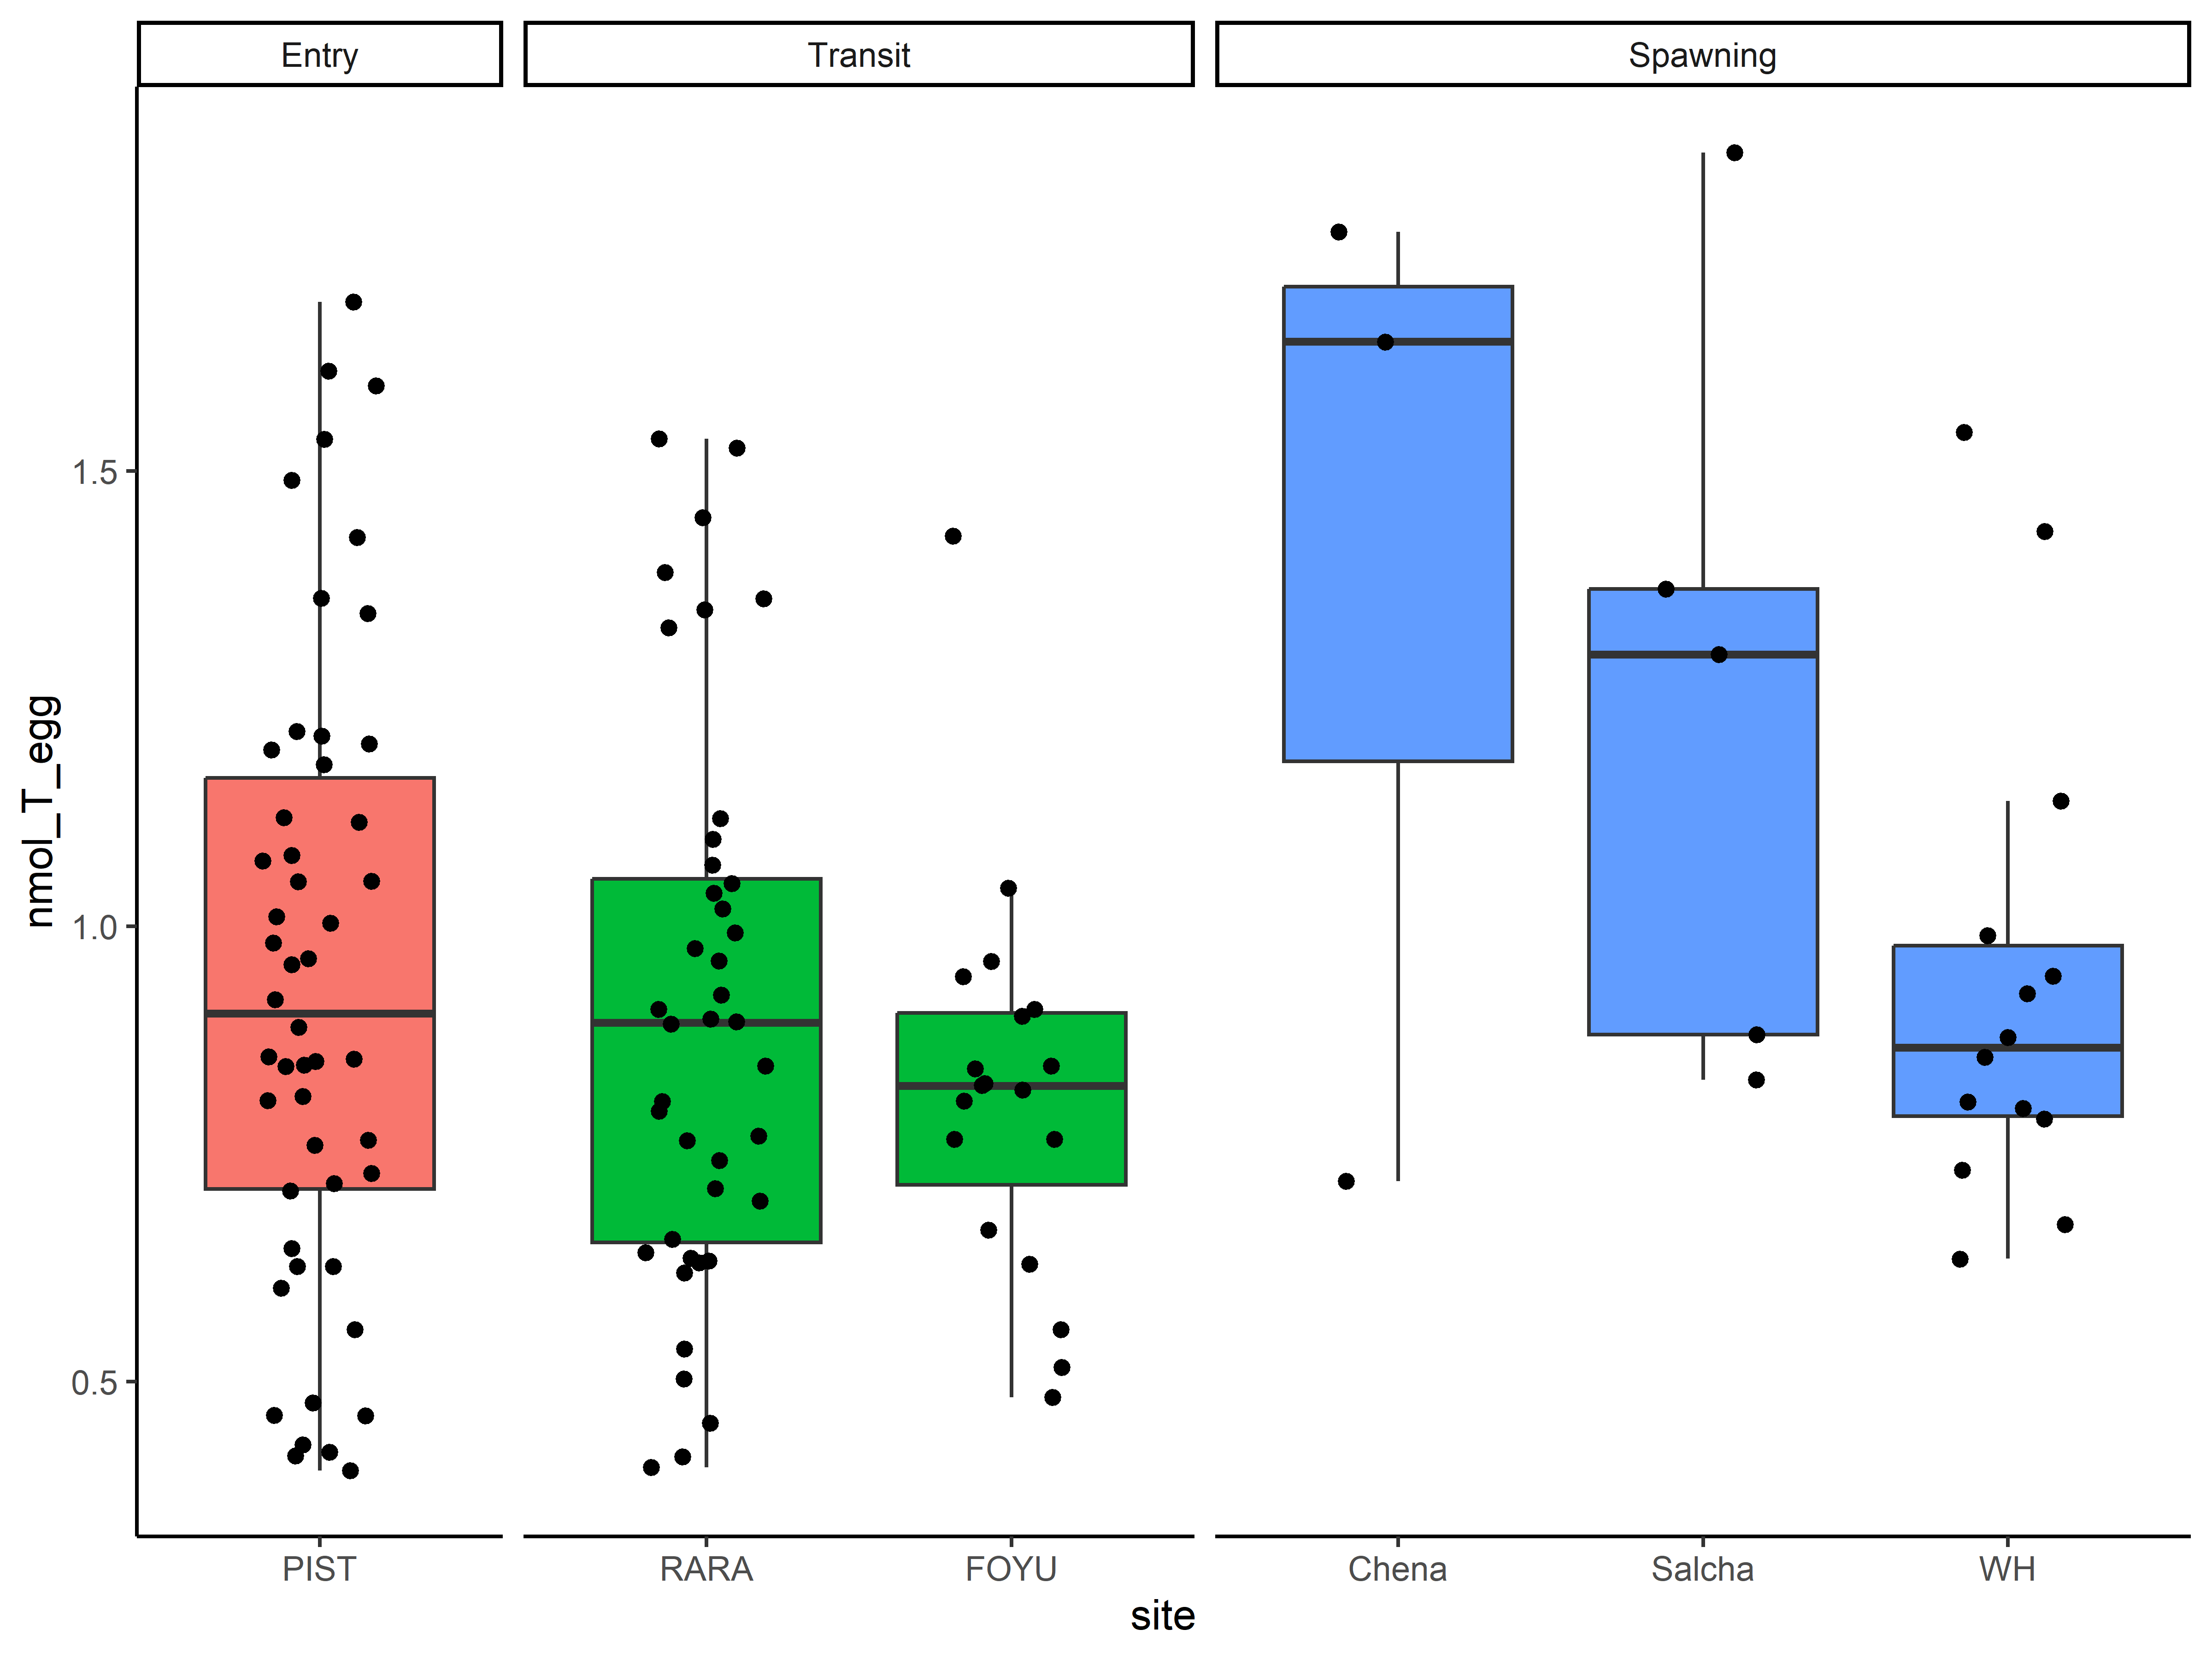 Entry
Transit
Spawning
nmol_T_egg
1.5
1.0
0.5
PIST
RARA
FOYU
Chena
Salcha
WH
site